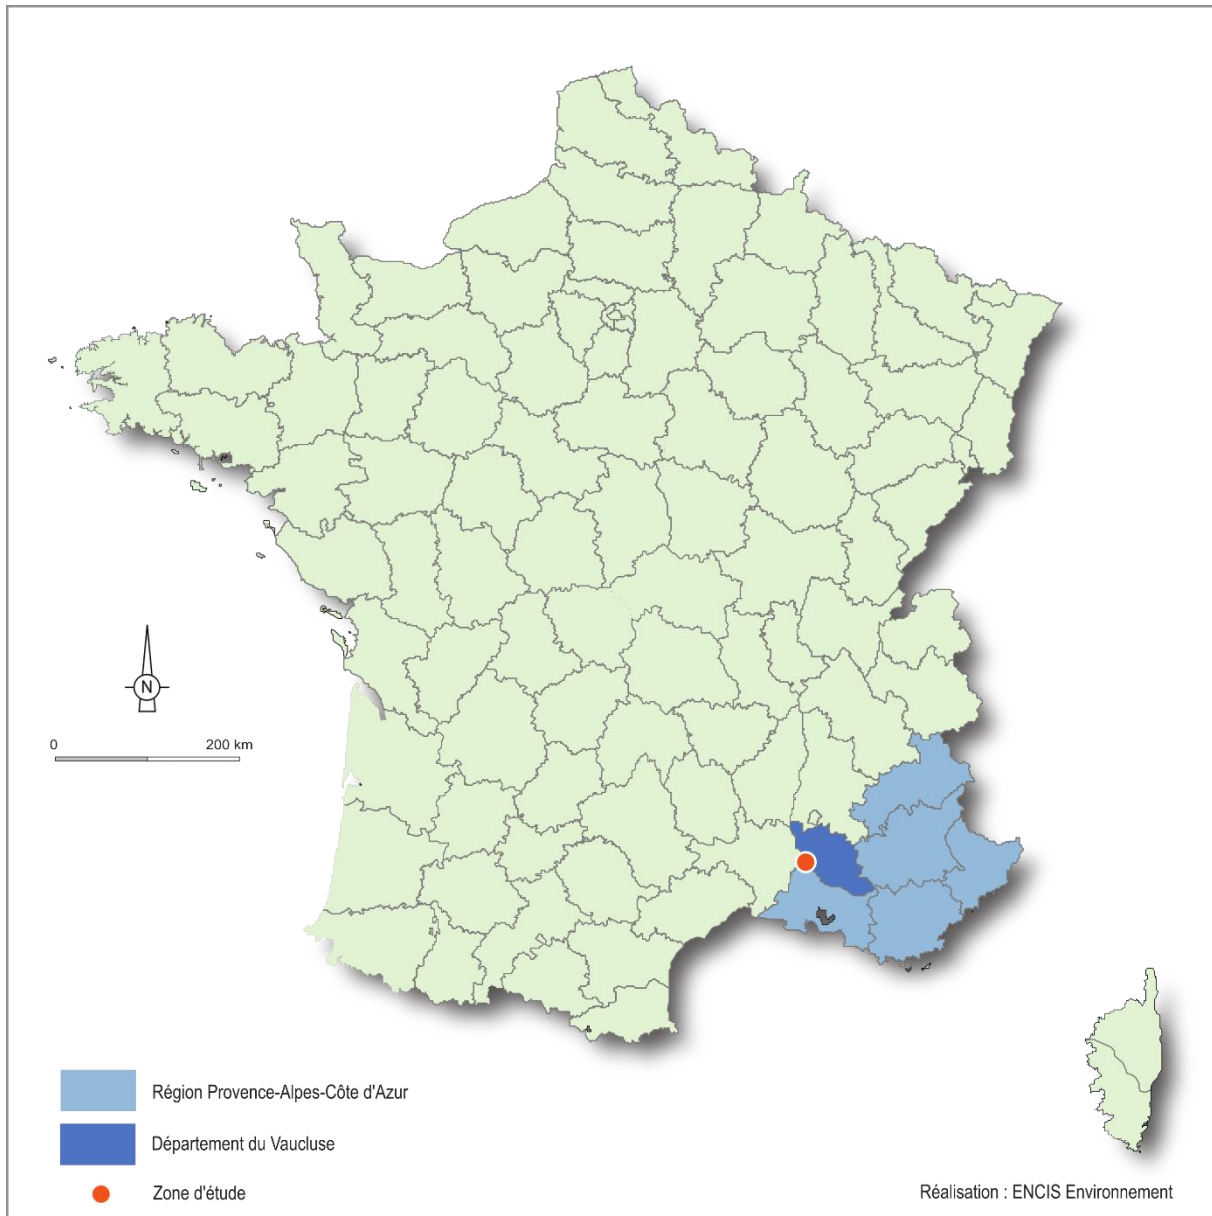 N
0 200 km
Région Provence-Alpes-Côte d'Azur
Département du Vaucluse
Zone d'étude
Réalisation : ENCIS Environnement